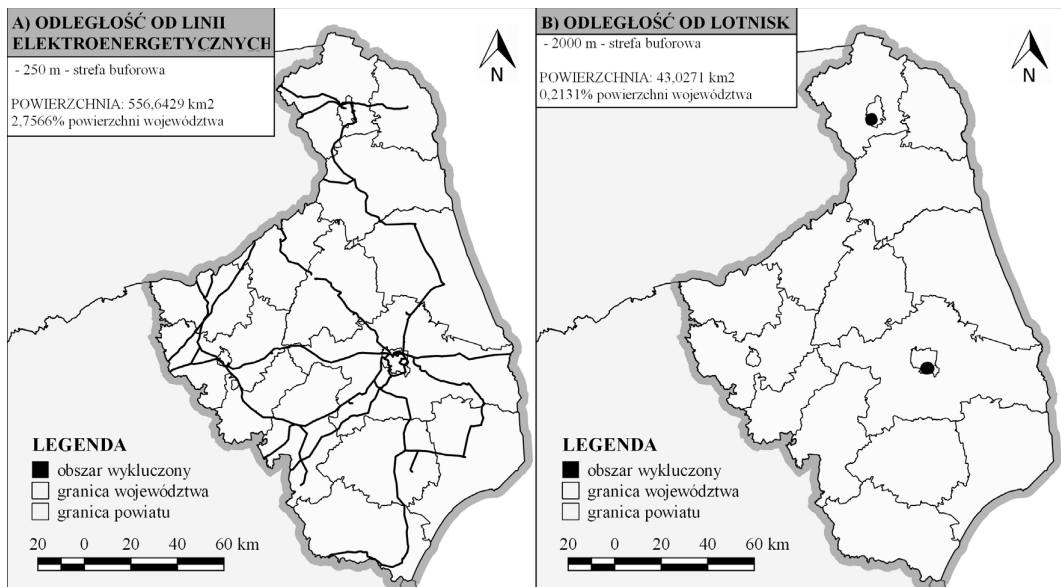 A) ODLEGŁOŚĆ OD LINII
ELEKTROENERGETYCZNYCH
- 250 m - strefa buforowa
POWIERZCHNIA: 556,6429 km2
2,7566% powierzchni województwa
N
LEGENDA
obszar wykluczony
granica województwa
granica powiatu
20 0 20 40 60 km
B) ODLEGŁOŚĆ OD LOTNISK
- 2000 m - strefa buforowa
POWIERZCHNIA: 43,0271 km2
0,2131% powierzchni województwa
N
LEGENDA
obszar wykluczony
granica województwa
granica powiatu
20 0 20 40 60 km